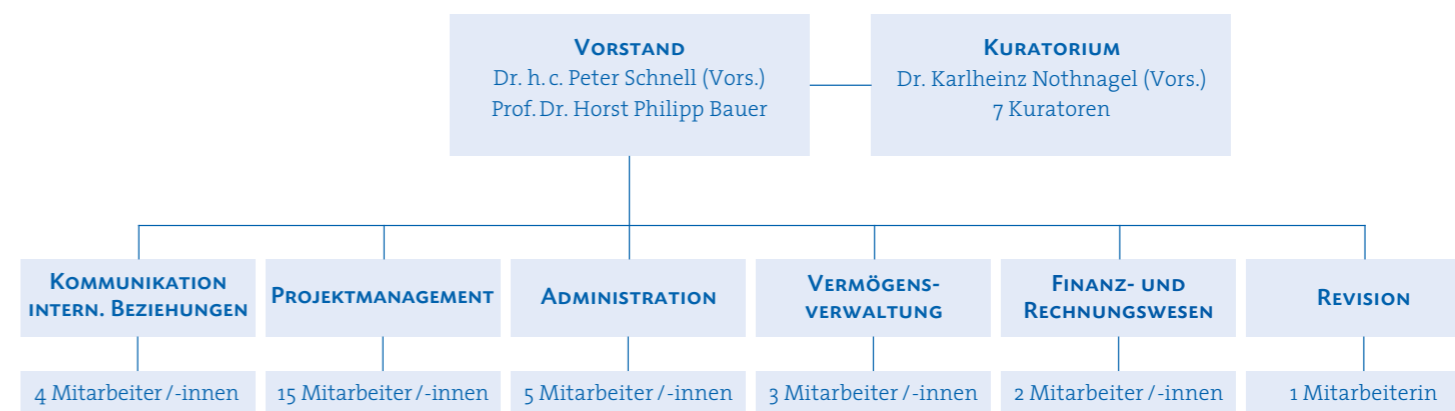 Vorstand
Dr. h. c. Peter Schnell (Vors.)
Prof. Dr. Horst Philipp Bauer
Kuratorium
Dr. Karlheinz Nothnagel (Vors.)
7 Kuratoren
Kommunikation
intern. Beziehungen
Projektmanagement
Administration
Vermögens-
verwaltung
Finanz- und
Rechnungswesen
Revision
4 Mitarbeiter/-innen
15 Mitarbeiter/-innen
5 Mitarbeiter/-innen
3 Mitarbeiter/-innen
2 Mitarbeiter/-innen
1 Mitarbeiterin